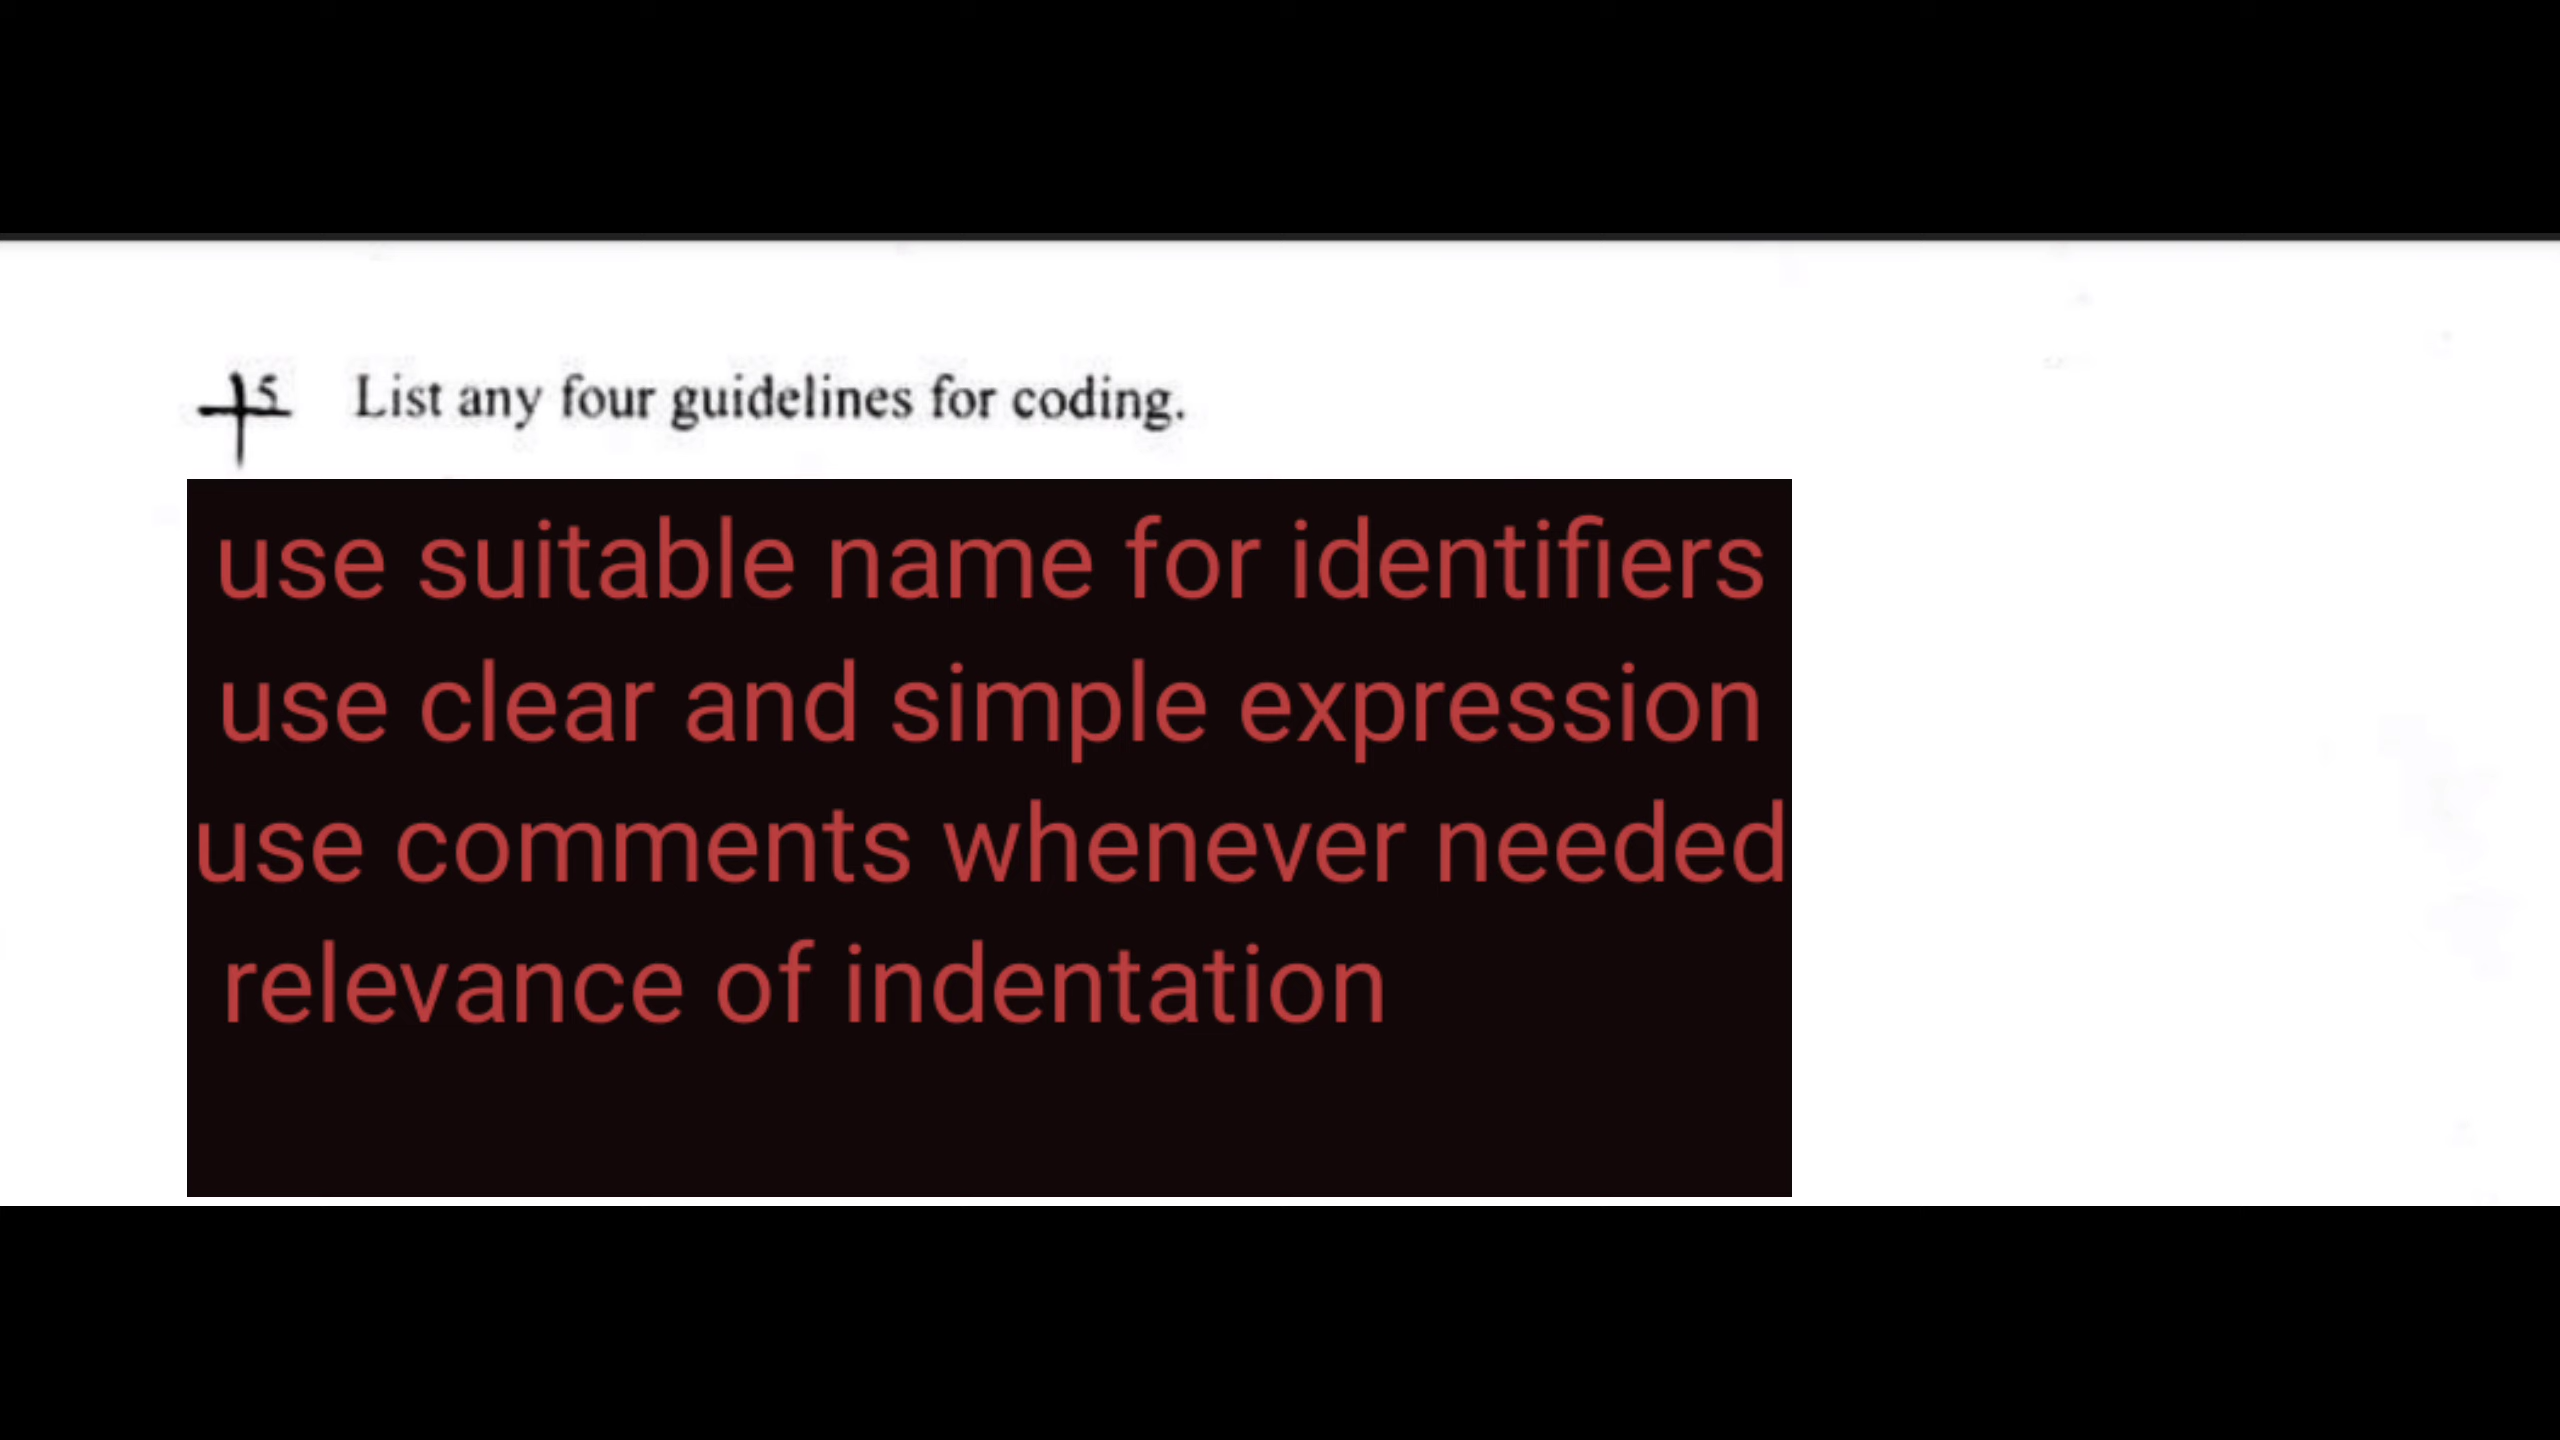 15 List any four guidelines for coding.
use suitable name for identifiers
use clear and simple expression
use comments whenever needed
relevance of indentation